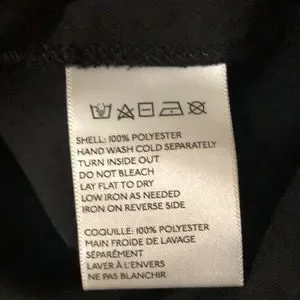 SHELL: 100% POLYESTER
HAND WASH COLD SEPARATELY
TURN INSIDE OUT
DO NOT BLEACH
LAY FLAT TO DRY
LOW IRON AS NEEDED
IRON ON REVERSE SIDE
COQUILLE: 100% POLYESTER
MAIN FROIDE DE LAVAGE
SÉPARÉMENT
LAVER À L'ENVERS
NE PAS BLANCHIR